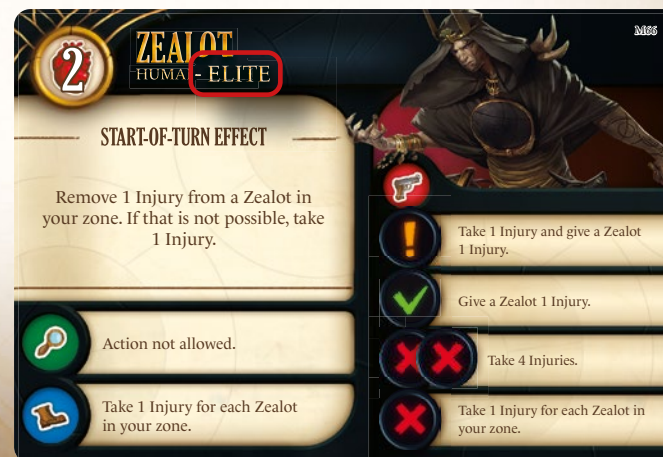 M66
2
ZEALOT
HUMAN - ELITE
START-OF-TURN EFFECT
Remove 1 Injury from a Zealot in
your zone. If that is not possible, take
1 Injury.
Action not allowed.
Take 1 Injury for each Zealot
in your zone.
Take 1 Injury and give a Zealot
1 Injury.
Give a Zealot 1 Injury.
Take 4 Injuries.
Take 1 Injury for each Zealot in
your zone.